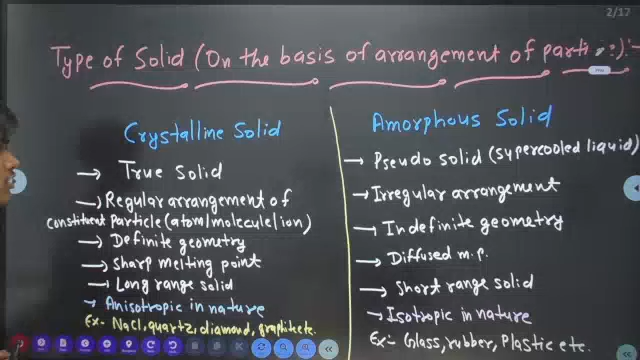 2/17
Type of Solid (On the basis of arrangement of
Crystalline Solid
→ True Solid
→ Regular arrangement of
constituent particle (atom/molecule/ion)
→ Definite geometry
→ Sharp melting point
→ Long range solid
→ Anisotropic in nature
Ex- NaCl, quartz, diamond, graphite etc.
Amorphous Solid
→ Pseudo solid (supercooled liquid)
→ Irregular arrangement
→ Indefinite geometry
→ Diffused m.p.
→ Short range solid
→ Isotropic in nature
Ex- Glass, rubber, Plastic etc.